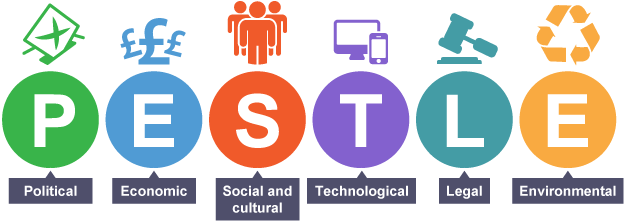 £££
P E S T L E
Political Economic Social and cultural Technological Legal Environmental